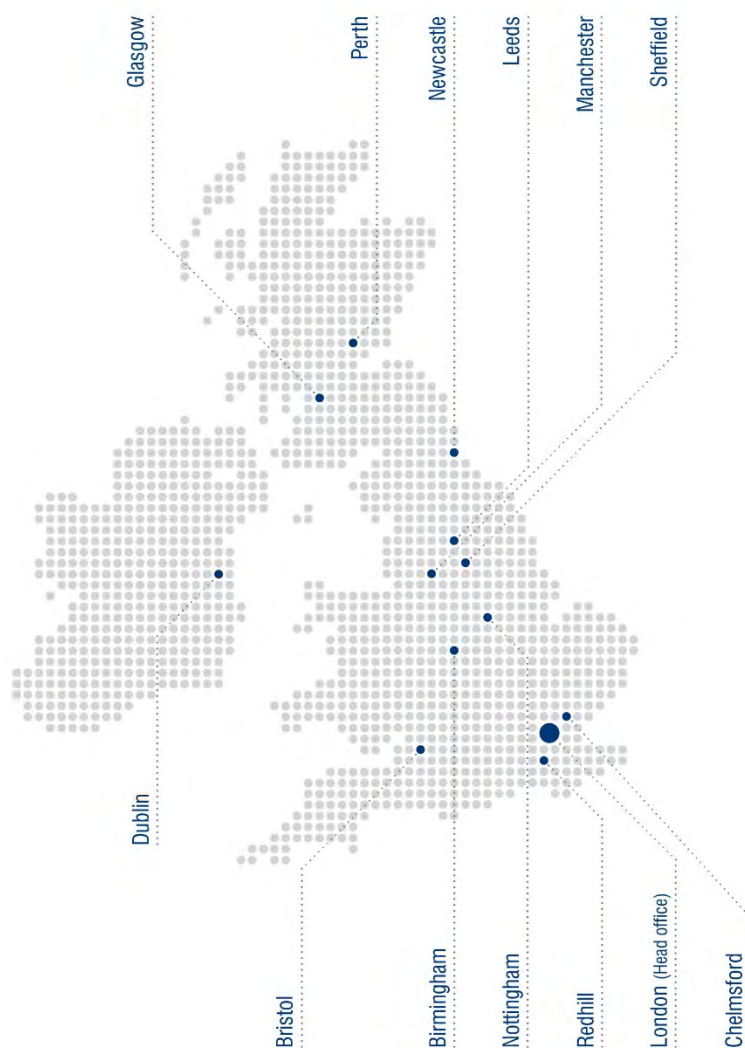 Glasgow
Perth
Newcastle
Leeds
Manchester
Sheffield
Dublin
Bristol
Birmingham
Nottingham
Redhill
London (Head office)
Chelmsford